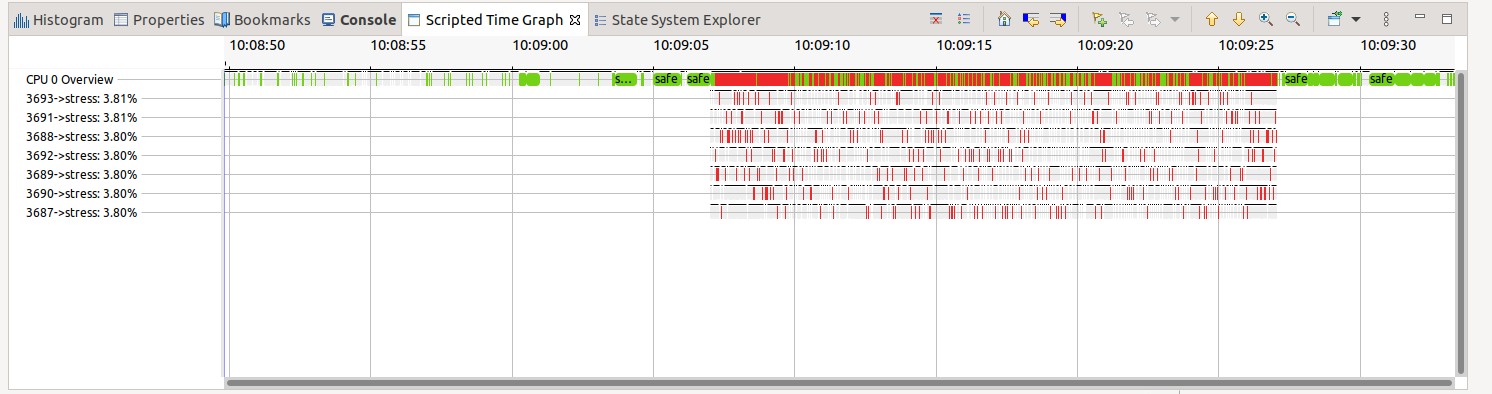 Histogram Properties Bookmarks Console Scripted Time Graph State System Explorer
10:08:50 10:08:55 10:09:00 10:09:05 10:09:10 10:09:15 10:09:20 10:09:25 10:09:30
CPU 0 Overview s... safe safe safe safe
3693->stress: 3.81%
3691->stress: 3.81%
3688->stress: 3.80%
3692->stress: 3.80%
3689->stress: 3.80%
3690->stress: 3.80%
3687->stress: 3.80%